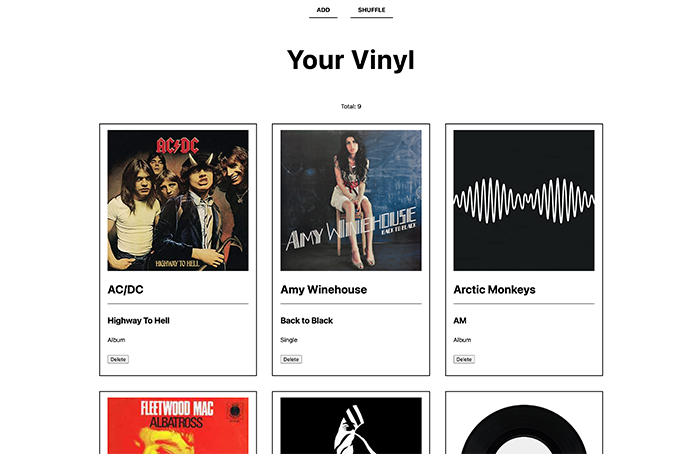 ADD SHUFFLE
Your Vinyl
Total: 9
AC/DC
HIGHWAY TO HELL
AMY WINEHOUSE
BACK TO BLACK
AC/DC Amy Winehouse Arctic Monkeys
Highway To Hell Back to Black AM
Album Single Album
Delete Delete Delete
FLEETWOOD MAC
ALBATROSS